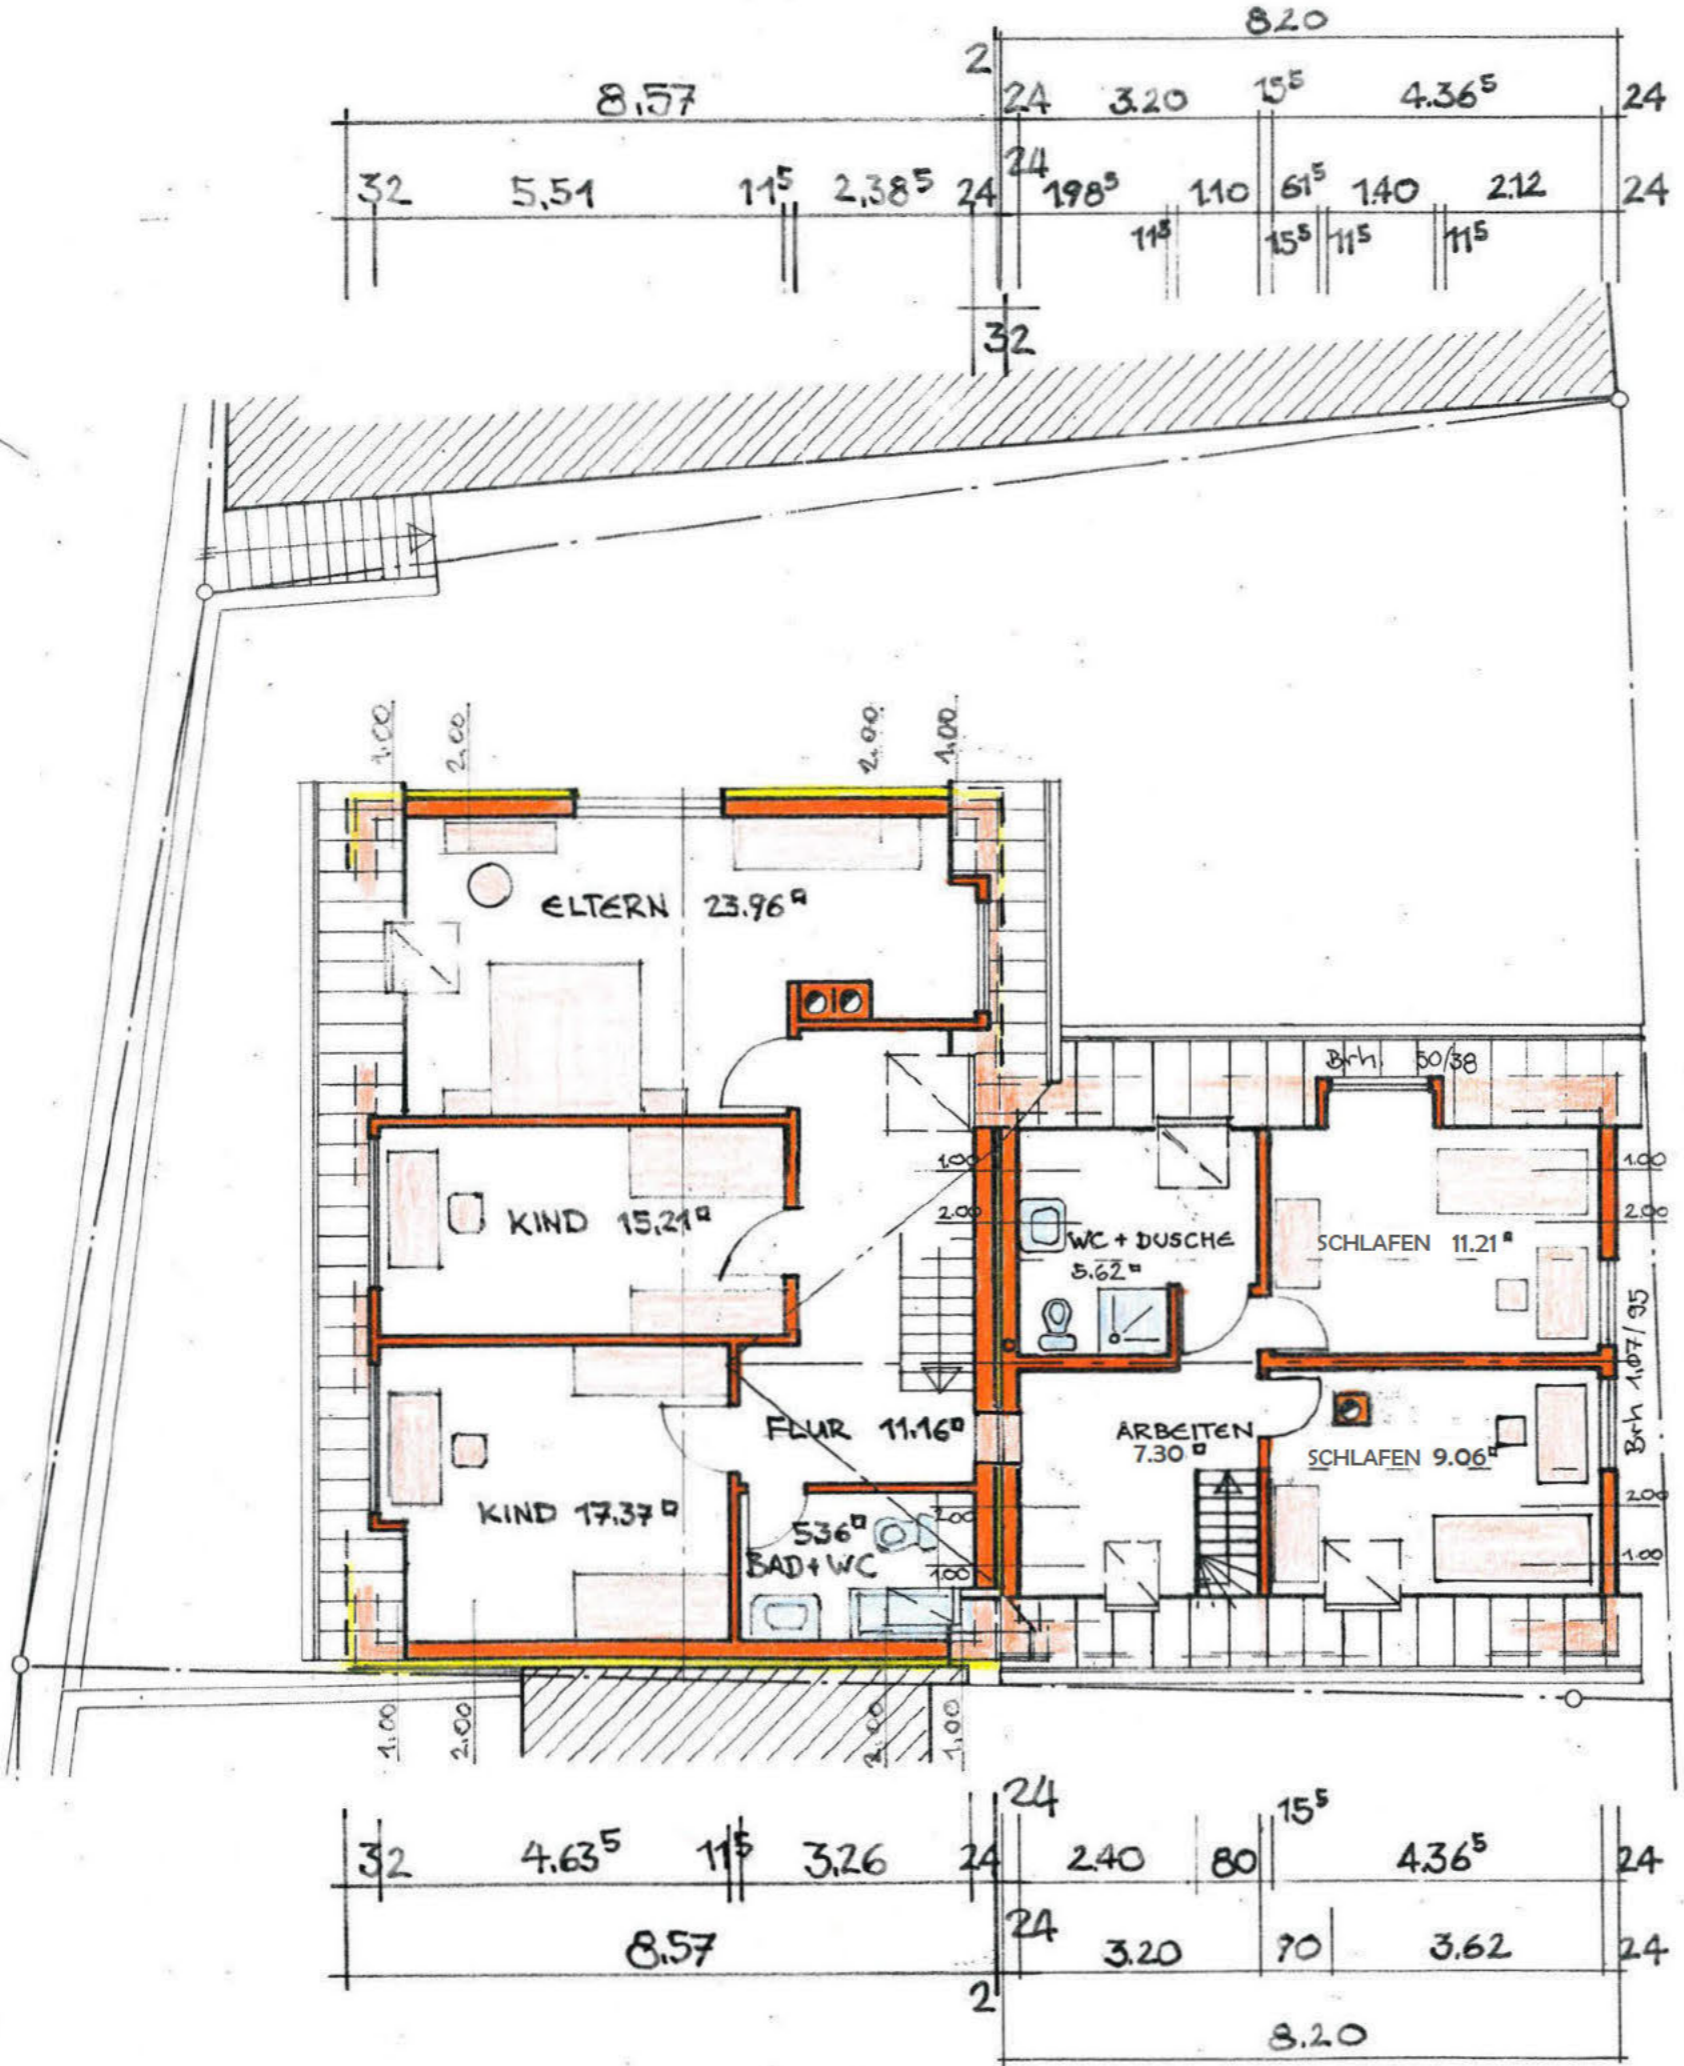 8.20
2
8.57
24 3.20 15⁵ 4.36⁵ 24
24
32 5.51 11⁵ 2.38⁵ 24 198⁵ 1.10 61⁵ 1.40 2.12 24
11⁵ 15⁵ 11⁵ 11⁵
32
1.00 2.00 2.00 1.00
ELTERN 23.96
Brh. 50/38
1.00 1.00
2.00 2.00
KIND 15.21
WC + DUSCHE
5.62
SCHLAFEN 11.21
Brh 1.07/95
FLUR 11.16
ARBEITEN
7.30
SCHLAFEN 9.06
KIND 17.37
5.36
BAD+WC
2.00 2.00
1.00 1.00
1.00 2.00 2.00 1.00
24 15⁵
32 4.63⁵ 11⁵ 3.26 24 2.40 80 4.36⁵ 24
24
8.57 3.20 70 3.62 24
2
8.20